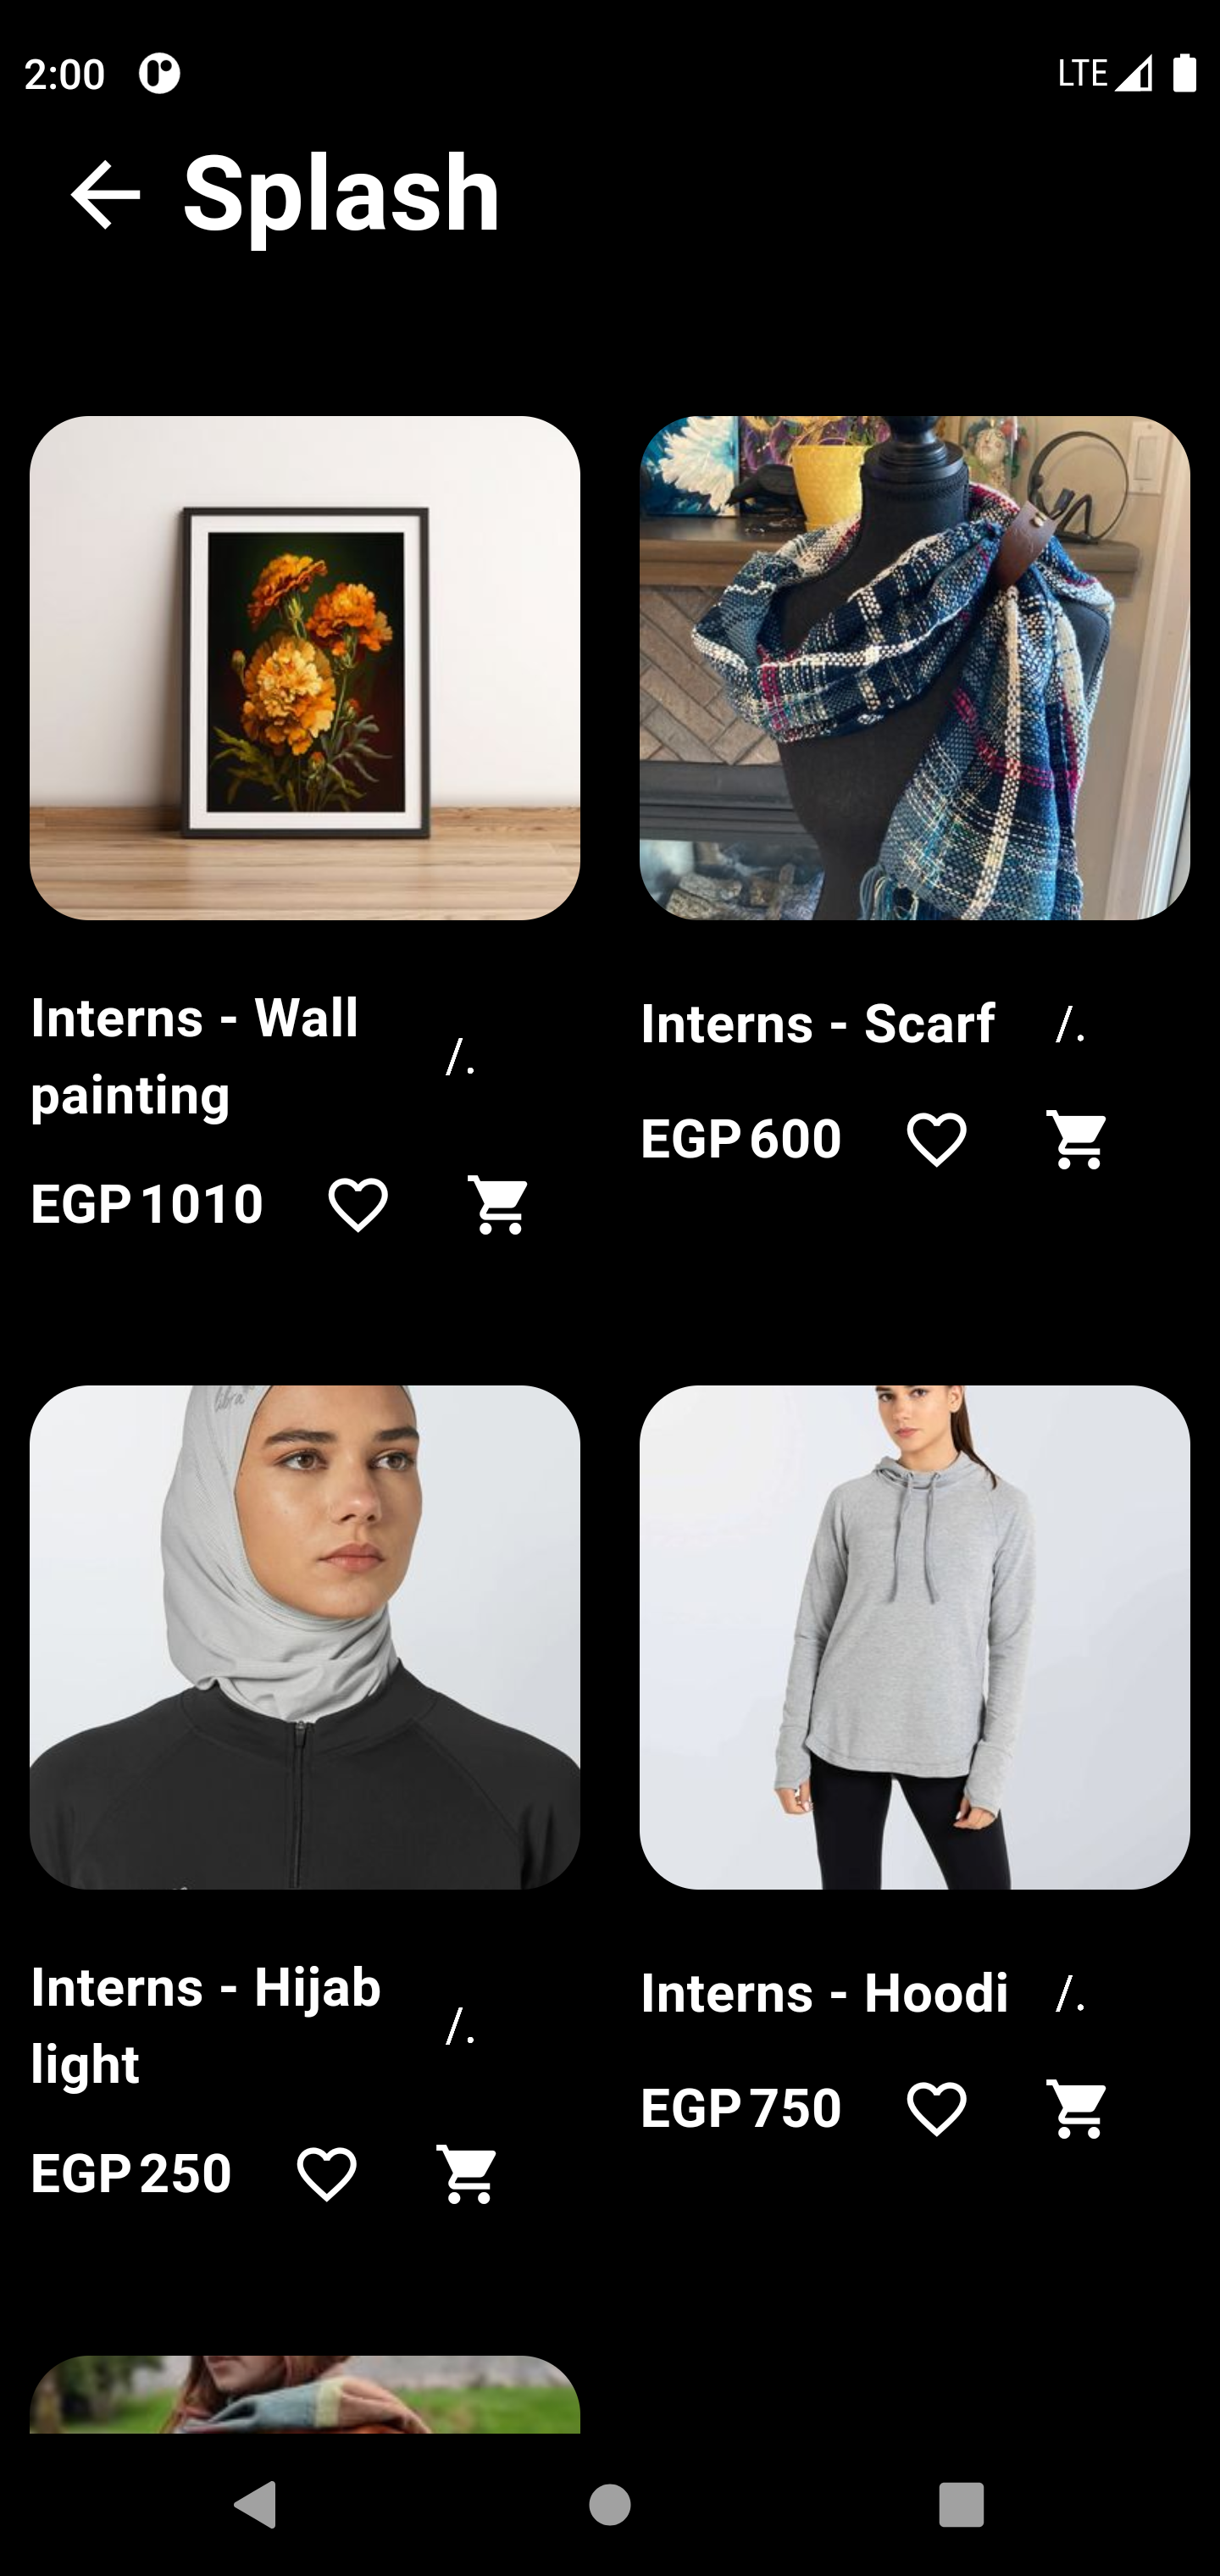 2:00
LTE
Splash
Interns - Wall
painting
/.
EGP 1010
Interns - Scarf
/.
EGP 600
libra
Interns - Hijab
light
/.
EGP 250
Interns - Hoodi
/.
EGP 750